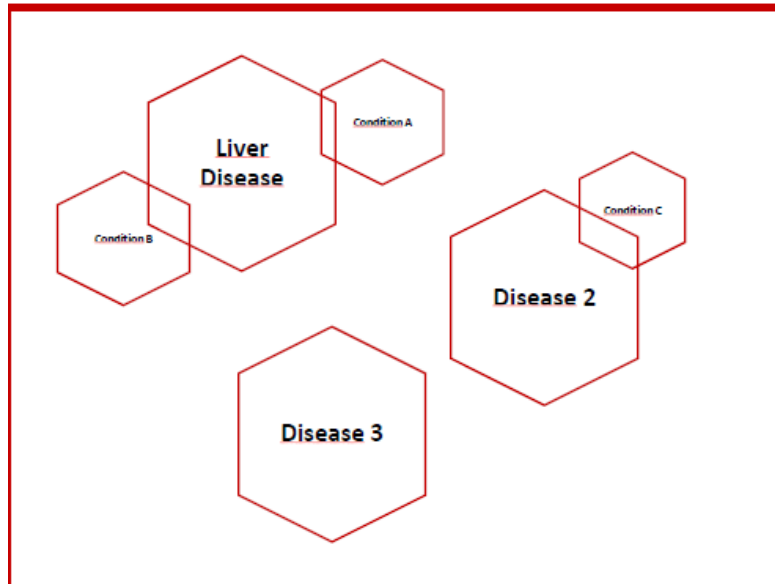 Condition A
Liver
Disease
Condition C
Condition B
Disease 2
Disease 3